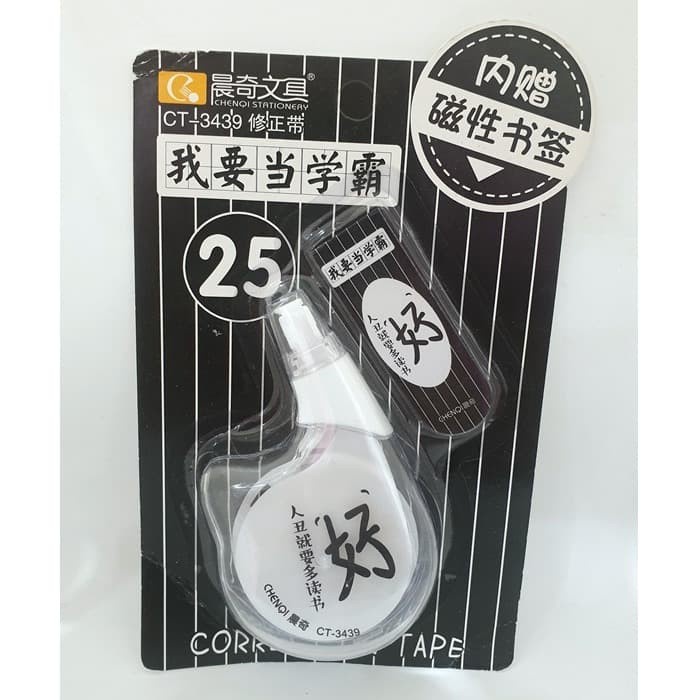 晨奇文具®
CHENQI STATIONERY
CT-3439 修正带
我要当学霸
25
内赠
磁性书签
我要当学霸
好
人丑就要多读书
CHENQI 晨奇
好
人丑就要多读书
CHENQI 晨奇
CT-3439
TAPE